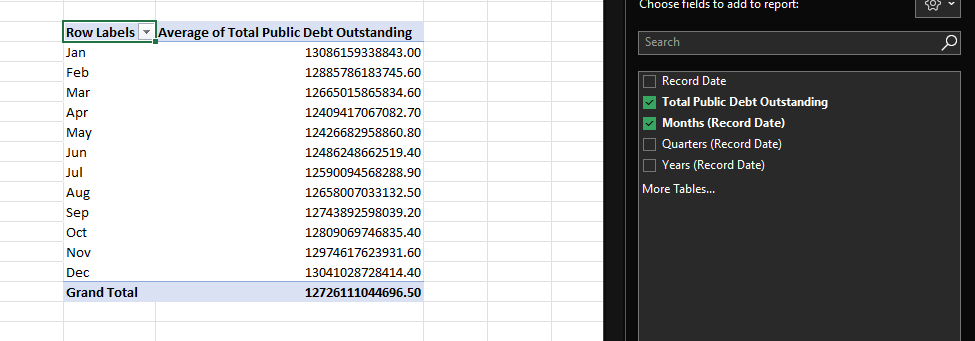 Choose fields to add to report:
Row Labels Average of Total Public Debt Outstanding
Jan 13086159338843.00
Feb 12885786183745.60
Mar 12665015865834.60
Apr 12409417067082.70
May 12426682958860.80
Jun 12486248662519.40
Jul 12590094568288.90
Aug 12658007033132.50
Sep 12743892598039.20
Oct 12809069746835.40
Nov 12974617623931.60
Dec 13041028728414.40
Grand Total 12726111044696.50
Search
Record Date
Total Public Debt Outstanding
Months (Record Date)
Quarters (Record Date)
Years (Record Date)
More Tables...